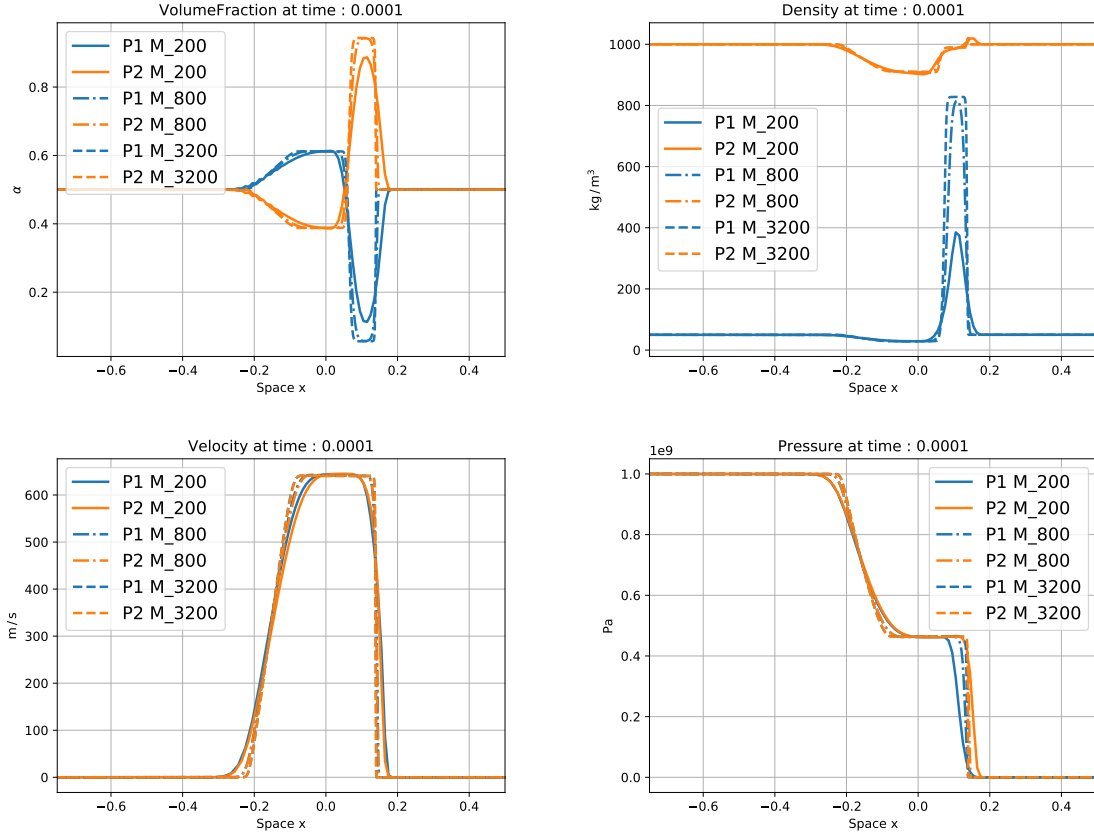 VolumeFraction at time : 0.0001
P1 M_200
P2 M_200
P1 M_800
P2 M_800
P1 M_3200
P2 M_3200
0.8
0.6
0.4
0.2
α
−0.6 −0.4 −0.2 0.0 0.2 0.4
Space x
Density at time : 0.0001
P1 M_200
P2 M_200
P1 M_800
P2 M_800
P1 M_3200
P2 M_3200
1000
800
600
400
200
0
kg / m³
−0.6 −0.4 −0.2 0.0 0.2 0.4
Space x
Velocity at time : 0.0001
P1 M_200
P2 M_200
P1 M_800
P2 M_800
P1 M_3200
P2 M_3200
600
500
400
300
200
100
0
m / s
−0.6 −0.4 −0.2 0.0 0.2 0.4
Space x
Pressure at time : 0.0001
1e9
P1 M_200
P2 M_200
P1 M_800
P2 M_800
P1 M_3200
P2 M_3200
1.0
0.8
0.6
0.4
0.2
0.0
Pa
−0.6 −0.4 −0.2 0.0 0.2 0.4
Space x